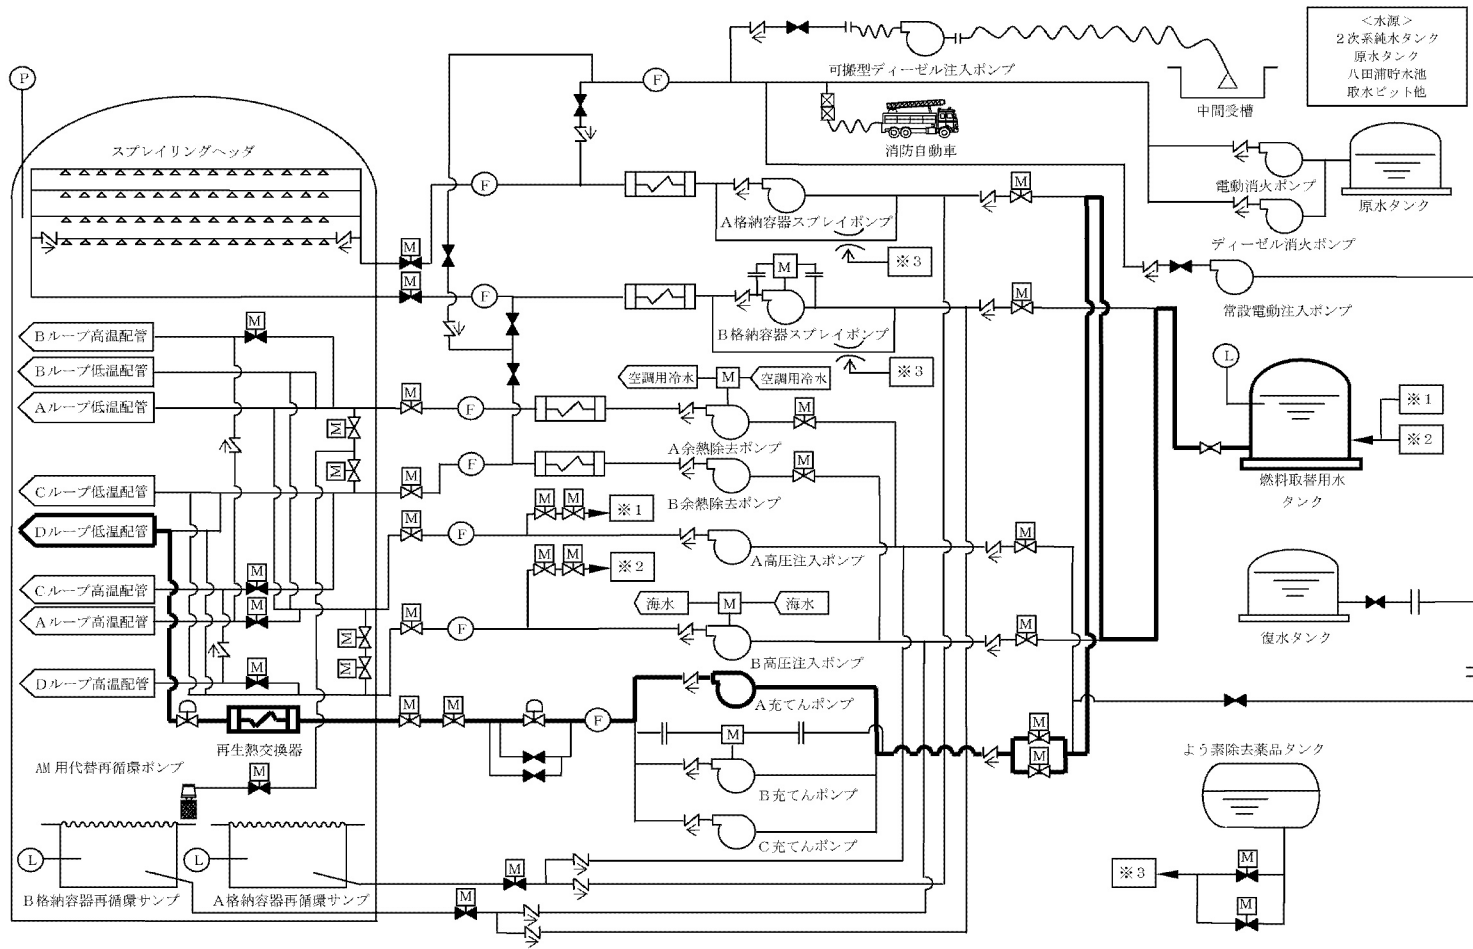 <水源>
２次系純水タンク
原水タンク
八田浦貯水池
取水ピット他
P
F
可搬型ディーゼル注入ポンプ
中間受槽
消防自動車
スプレイリングヘッダ
F
M
電動消火ポンプ
原水タンク
A格納容器スプレイポンプ
ディーゼル消火ポンプ
M
※3
M
F
M
M
常設電動注入ポンプ
B格納容器スプレイポンプ
Bループ高温配管
M
L
Bループ低温配管
空調用冷水
M
空調用冷水
※3
Aループ低温配管
M
F
M
※1
M
A余熱除去ポンプ
※2
M
M
F
M
燃料取替用水
タンク
Cループ低温配管
B余熱除去ポンプ
M
M
※1
Dループ低温配管
M
F
M
A高圧注入ポンプ
M
M
※2
Cループ高温配管
M
海水
M
海水
Aループ高温配管
M
M
F
M
復水タンク
M
B高圧注入ポンプ
M
Dループ高温配管
M
M
M
F
A充てんポンプ
M
M
M
再生熱交換器
よう素除去薬品タンク
AM用代替再循環ポンプ
M
B充てんポンプ
C充てんポンプ
L
L
M
M
※3
B格納容器再循環サンプ
A格納容器再循環サンプ
M
M